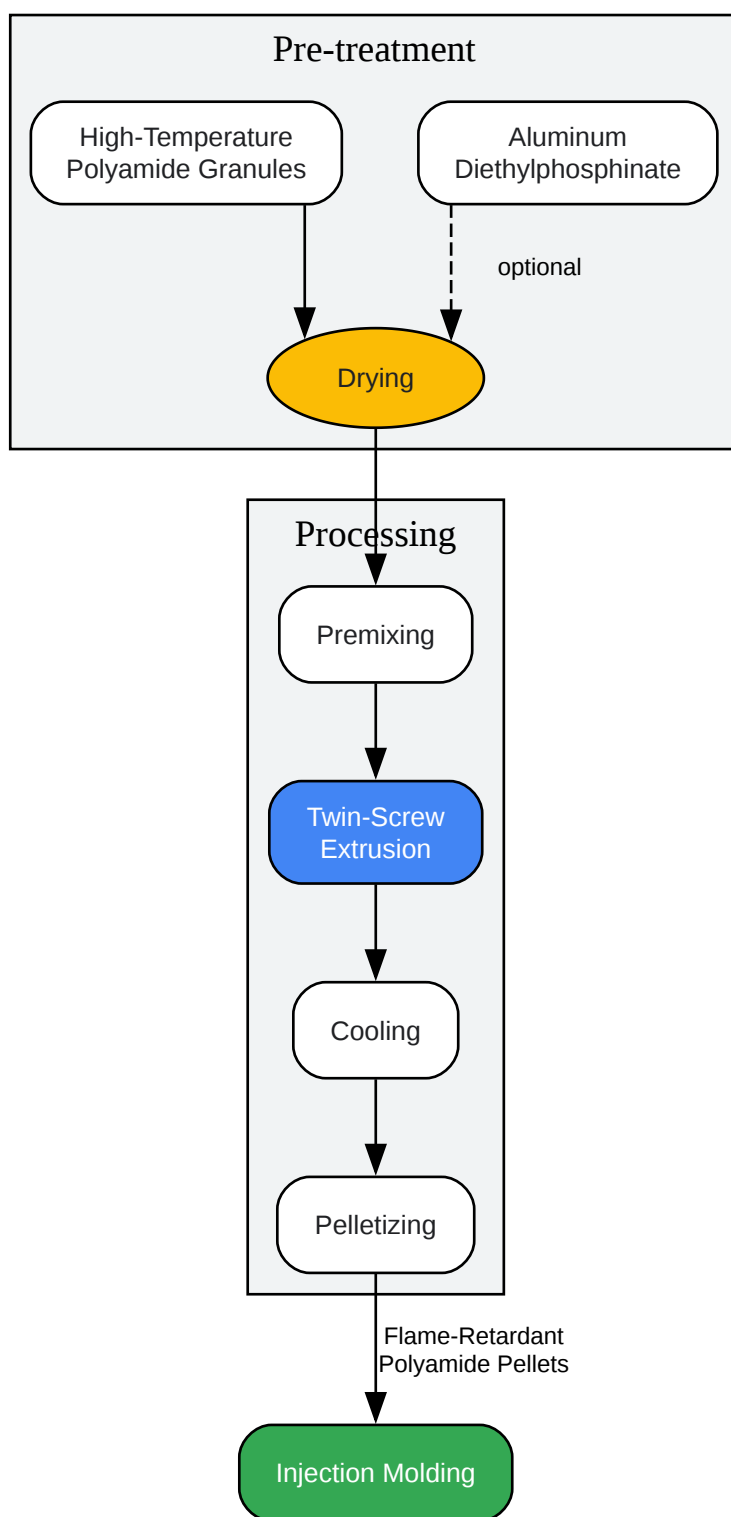 Pre-treatment
High-Temperature
Polyamide Granules
Aluminum
Diethylphosphinate
optional
Drying
Processing
Premixing
Twin-Screw
Extrusion
Cooling
Pelletizing
Flame-Retardant
Polyamide Pellets
Injection Molding